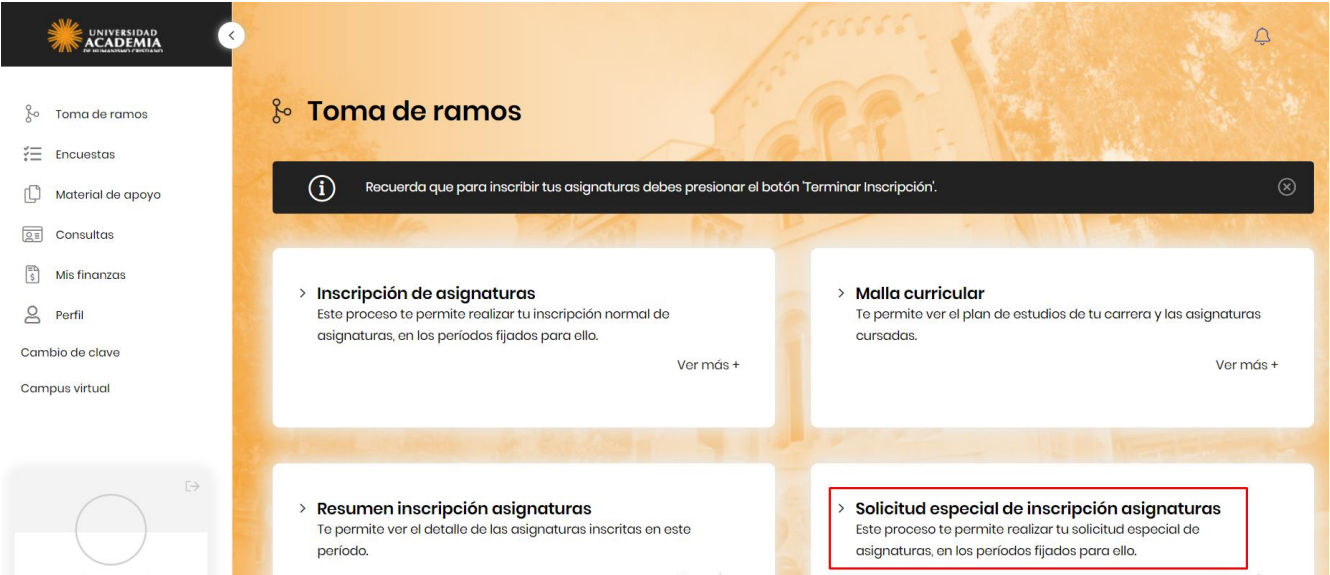 UNIVERSIDAD
ACADEMIA
DE HUMANISMO CRISTIANO
Toma de ramos
Encuestas
Material de apoyo
Consultas
Mis finanzas
Perfil
Cambio de clave
Campus virtual
Toma de ramos
Recuerda que para inscribir tus asignaturas debes presionar el botón 'Terminar Inscripción'.
Inscripción de asignaturas
Este proceso te permite realizar tu inscripción normal de
asignaturas, en los períodos fijados para ello.
Ver más +
Malla curricular
Te permite ver el plan de estudios de tu carrera y las asignaturas
cursadas.
Ver más +
Resumen inscripción asignaturas
Te permite ver el detalle de las asignaturas inscritas en este
período.
Solicitud especial de inscripción asignaturas
Este proceso te permite realizar tu solicitud especial de
asignaturas, en los períodos fijados para ello.